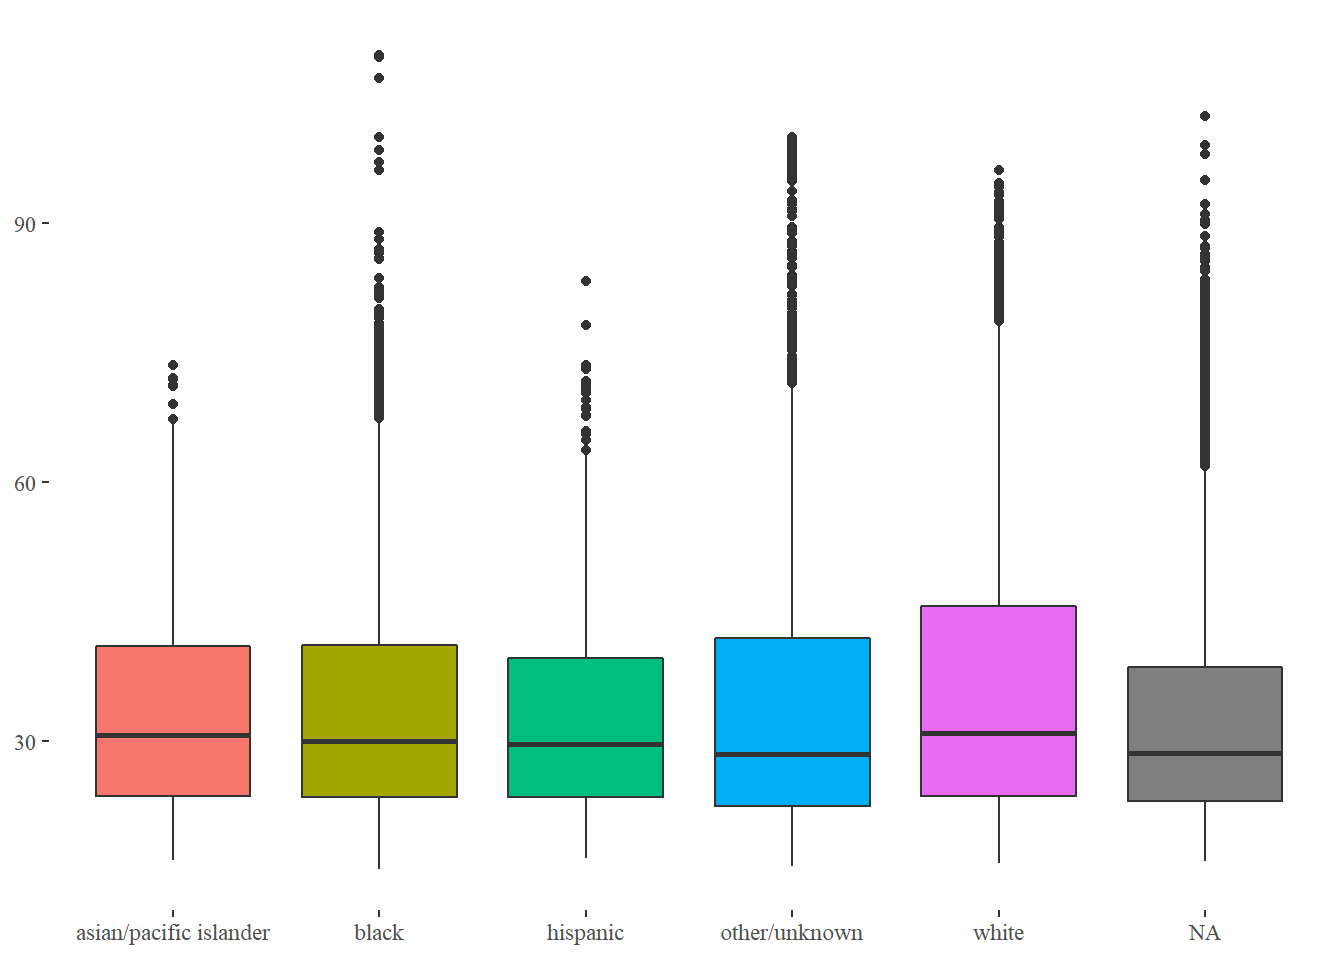 90
60
30
asian/pacific islander
black
hispanic
other/unknown
white
NA